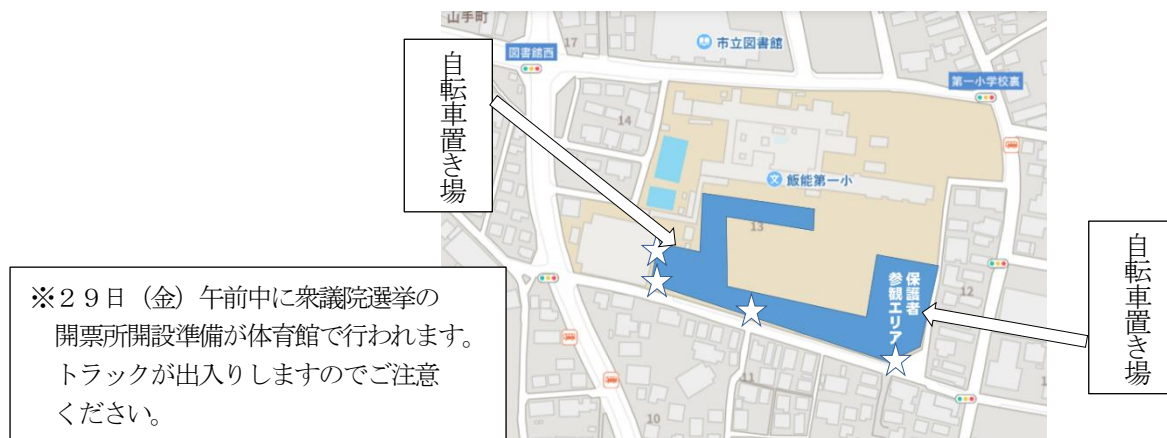 山手町
17
図書館西
市立図書館
第一小学校裏
自転車置き場
14
飯能第一小
13
保護者
参観エリア
12
自転車置き場
※29日（金）午前中に衆議院選挙の
開票所開設準備が体育館で行われます。
トラックが出入りしますのでご注意
ください。
11
10